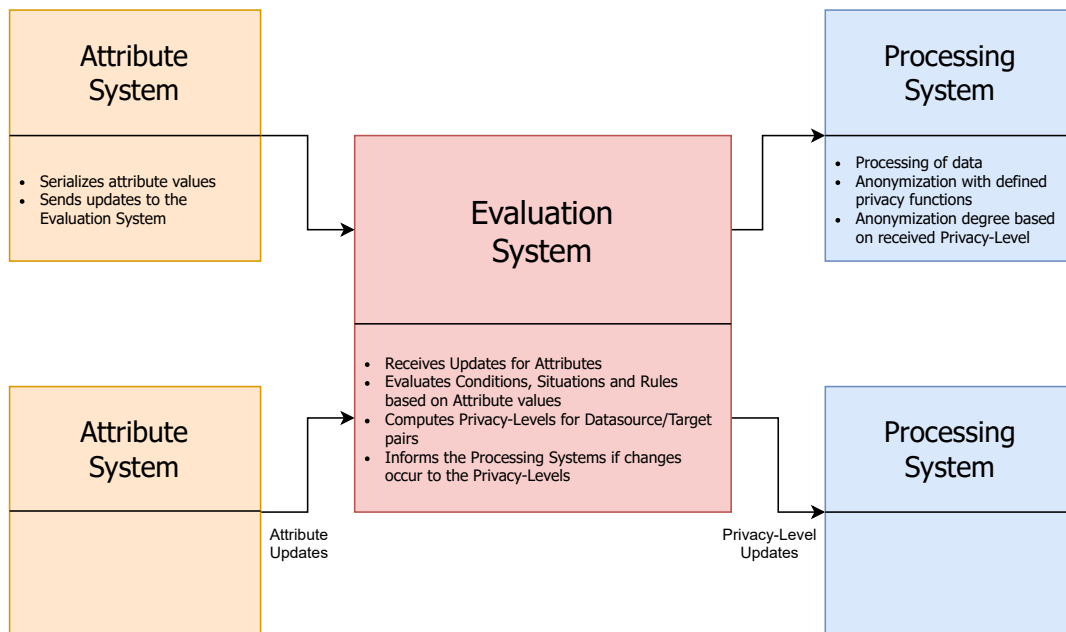 Attribute
System
• Serializes attribute values
• Sends updates to the
Evaluation System
Evaluation
System
• Receives Updates for Attributes
• Evaluates Conditions, Situations and Rules
based on Attribute values
• Computes Privacy-Levels for Datasource/Target
pairs
• Informs the Processing Systems if changes
occur to the Privacy-Levels
Processing
System
• Processing of data
• Anonymization with defined
privacy functions
• Anonymization degree based
on received Privacy-Level
Attribute
System
Attribute
Updates
Privacy-Level
Updates
Processing
System